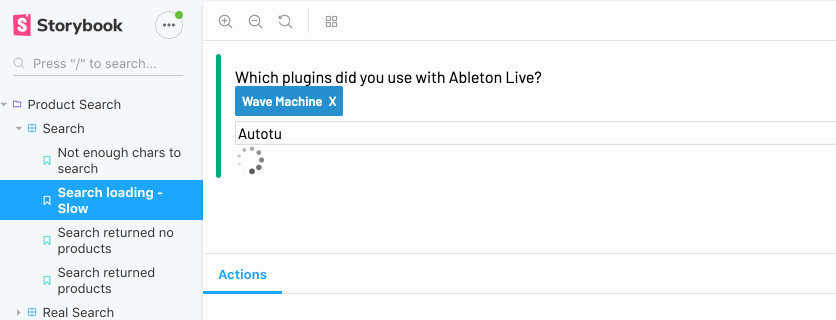 Storybook
Press "/" to search...
Product Search
Search
Not enough chars to
search
Search loading -
Slow
Search returned no
products
Search returned
products
Real Search
Which plugins did you use with Ableton Live?
Wave Machine X
Autotu
Actions